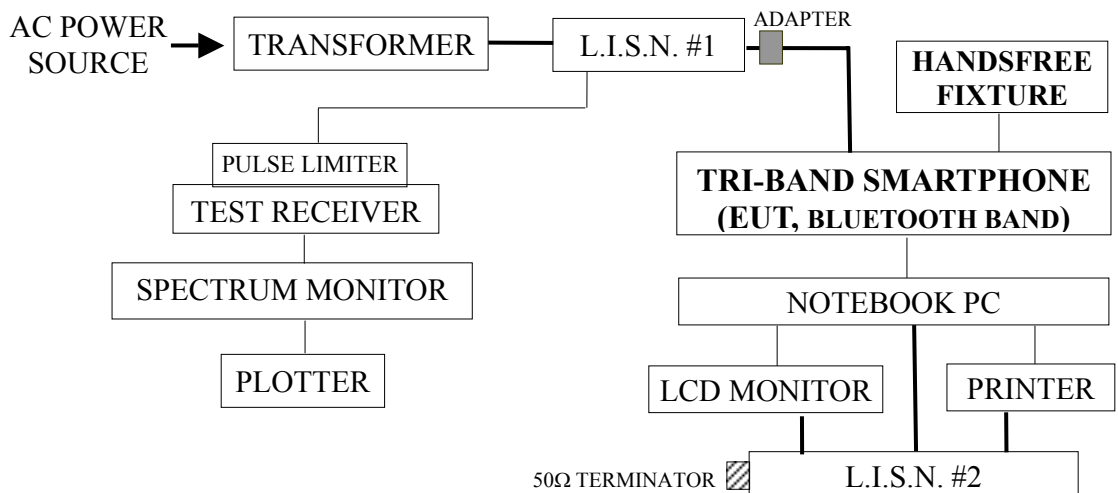 AC POWER
SOURCE
TRANSFORMER
L.I.S.N. #1
ADAPTER
HANDSFREE
FIXTURE
PULSE LIMITER
TEST RECEIVER
TRI-BAND SMARTPHONE
(EUT, BLUETOOTH BAND)
SPECTRUM MONITOR
NOTEBOOK PC
PLOTTER
LCD MONITOR
PRINTER
50Ω TERMINATOR
L.I.S.N. #2